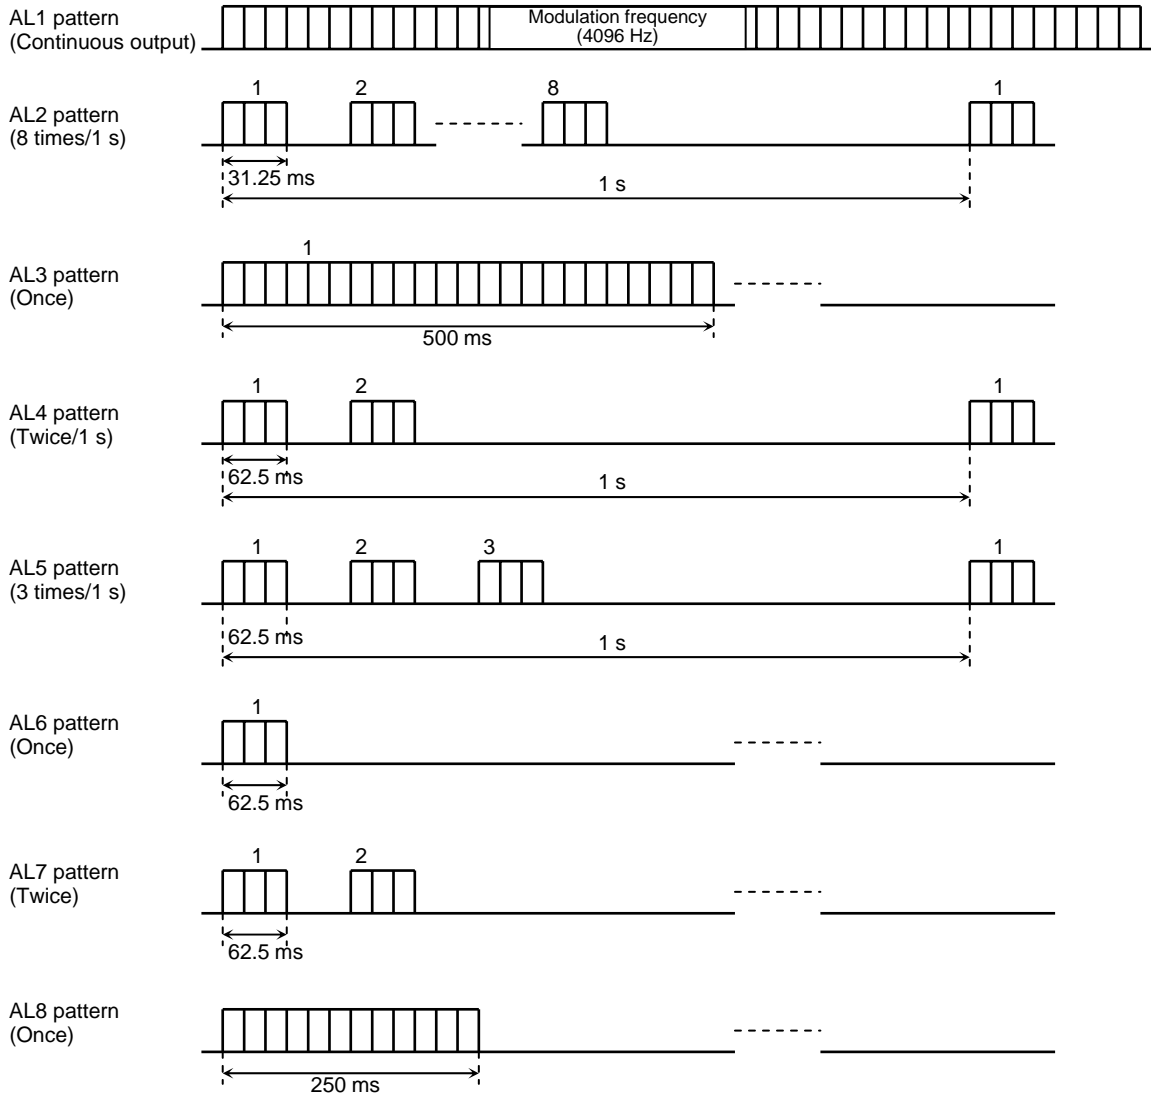 AL1 pattern
(Continuous output)
Modulation frequency
(4096 Hz)
AL2 pattern
(8 times/1 s)
1
2
8
1
31.25 ms
1 s
AL3 pattern
(Once)
1
500 ms
AL4 pattern
(Twice/1 s)
1
2
1
62.5 ms
1 s
AL5 pattern
(3 times/1 s)
1
2
3
1
62.5 ms
1 s
AL6 pattern
(Once)
1
62.5 ms
AL7 pattern
(Twice)
1
2
62.5 ms
AL8 pattern
(Once)
250 ms